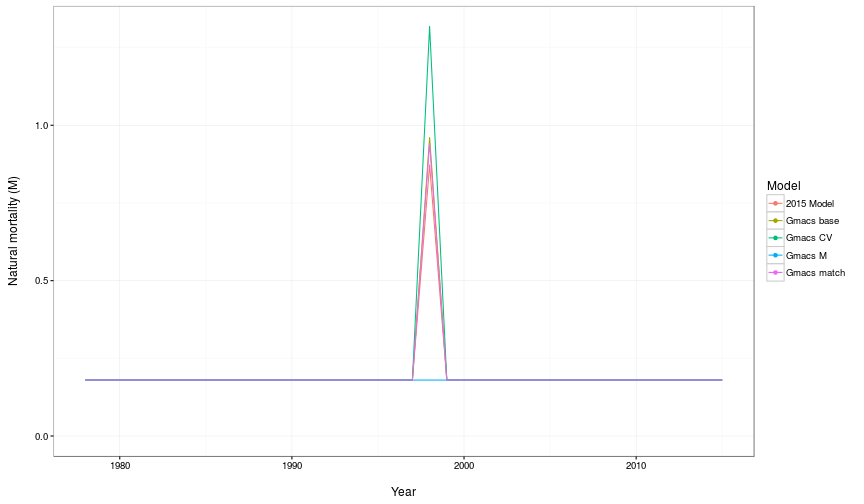 Natural mortality (M)
1.0
0.5
0.0
1980
1990
2000
2010
Year
Model
2015 Model
Gmacs base
Gmacs CV
Gmacs M
Gmacs match